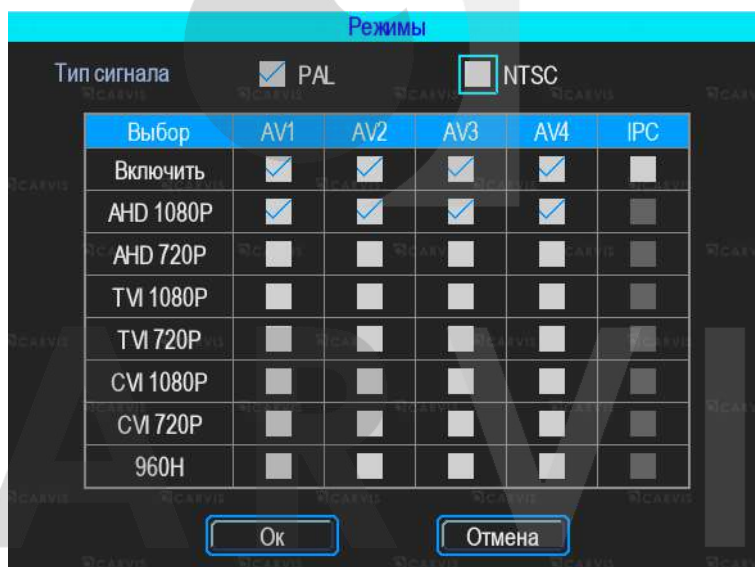 Режимы
Тип сигнала PAL NTSC
Выбор AV1 AV2 AV3 AV4 IPC
Включить
AHD 1080P
AHD 720P
TVI 1080P
TVI 720P
CVI 1080P
CVI 720P
960H
Ок Отмена
CARVIS